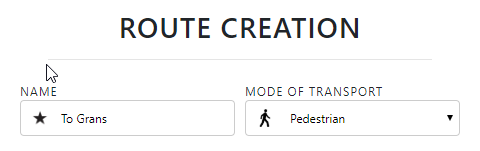 ROUTE CREATION
NAME
MODE OF TRANSPORT
To Grans
Pedestrian